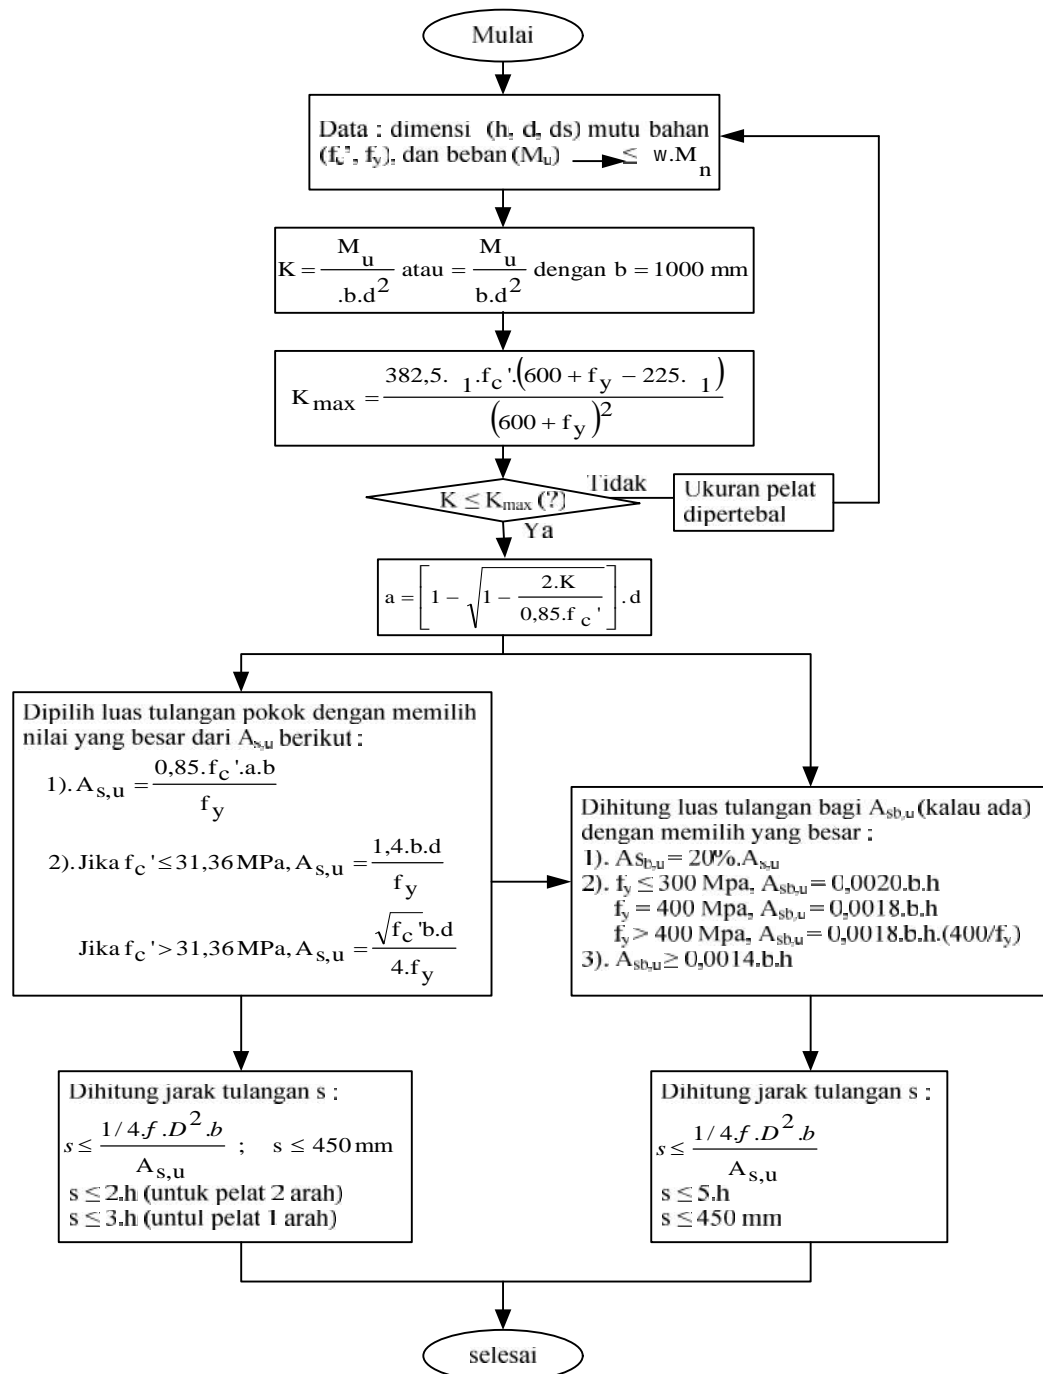 Mulai
Data : dimensi (h, d, ds) mutu bahan
(fc', fy), dan beban (Mu) ≤ w.Mn
K = Mu / .b.d² atau = Mu / b.d² dengan b = 1000 mm
Kmax = 382,5. 1.fc'.(600 + fy − 225. 1) / (600 + fy)²
K ≤ Kmax (?)
Tidak
Ukuran pelat
dipertebal
Ya
a = [1 − √(1 − 2.K / 0,85.fc')] . d
Dipilih luas tulangan pokok dengan memilih
nilai yang besar dari As,u berikut :
1). As,u = 0,85.fc'.a.b / fy
2). Jika fc' ≤ 31,36 MPa, As,u = 1,4.b.d / fy
Jika fc' > 31,36 MPa, As,u = √fc' b.d / 4.fy
Dihitung luas tulangan bagi Asb,u (kalau ada)
dengan memilih yang besar :
1). Asb,u = 20%.As,u
2). fy ≤ 300 Mpa, Asb,u = 0,0020.b.h
fy = 400 Mpa, Asb,u = 0,0018.b.h
fy > 400 Mpa, Asb,u = 0,0018.b.h.(400/fy)
3). Asb,u ≥ 0,0014.b.h
Dihitung jarak tulangan s :
s ≤ 1/4.f.D².b / As,u ; s ≤ 450 mm
s ≤ 2.h (untuk pelat 2 arah)
s ≤ 3.h (untul pelat 1 arah)
Dihitung jarak tulangan s :
s ≤ 1/4.f.D².b / As,u
s ≤ 5.h
s ≤ 450 mm
selesai